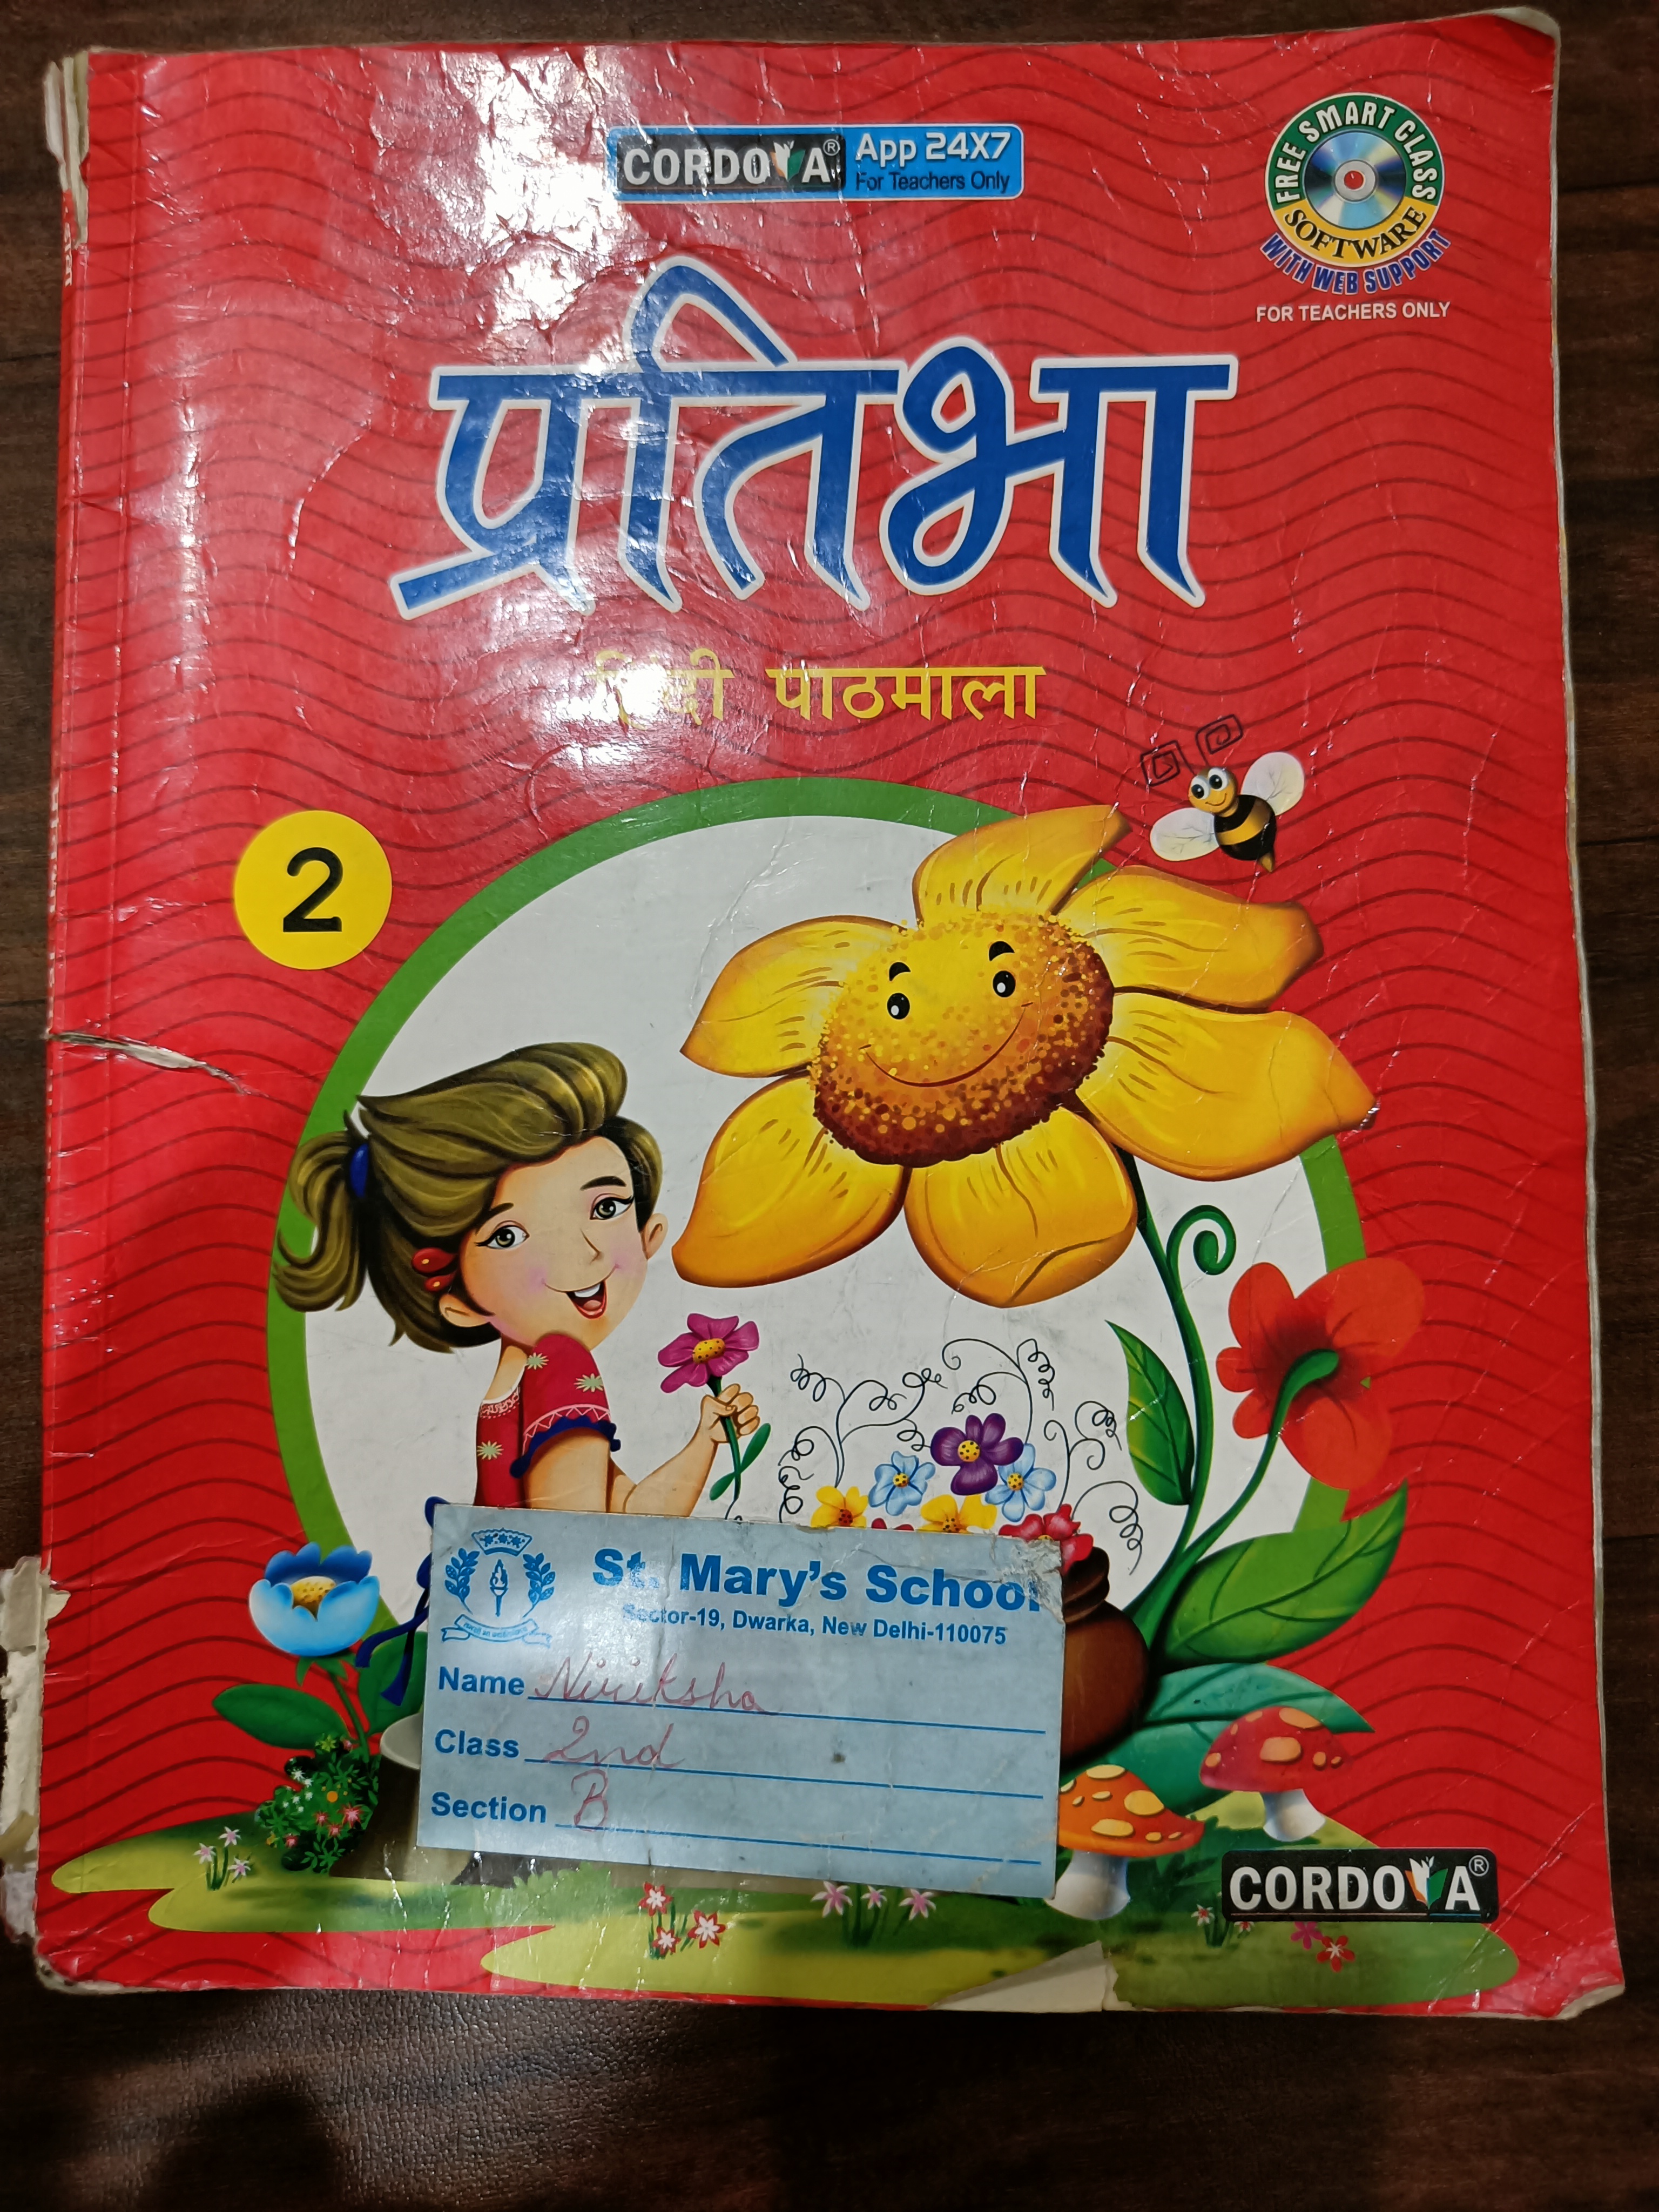 CORDOVA® App 24X7
For Teachers Only
FREE SMART CLASS
SOFTWARE
WITH WEB SUPPORT
FOR TEACHERS ONLY
प्रतिभा
हिंदी पाठमाला
2
St. Mary's School
Sector-19, Dwarka, New Delhi-110075
Name Niriksha
Class 2nd
Section B
CORDOVA®